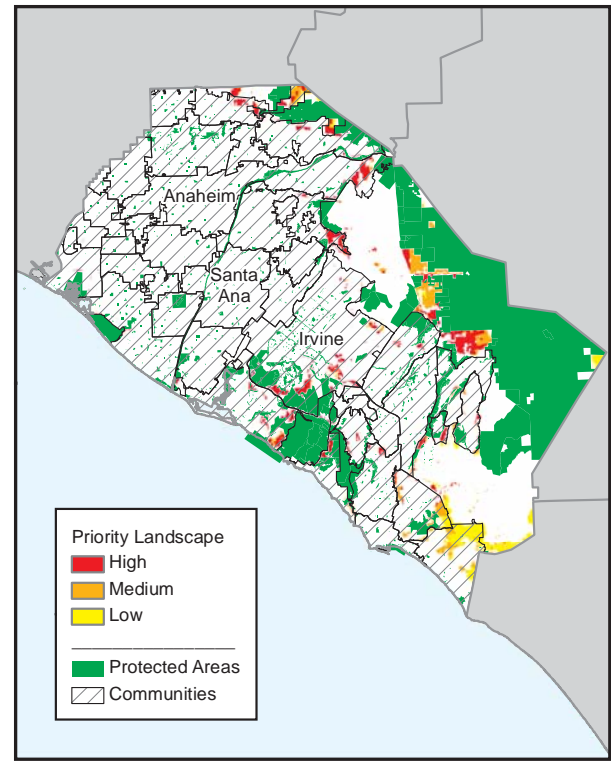 Anaheim
Santa
Ana
Irvine
Priority Landscape
High
Medium
Low
Protected Areas
Communities